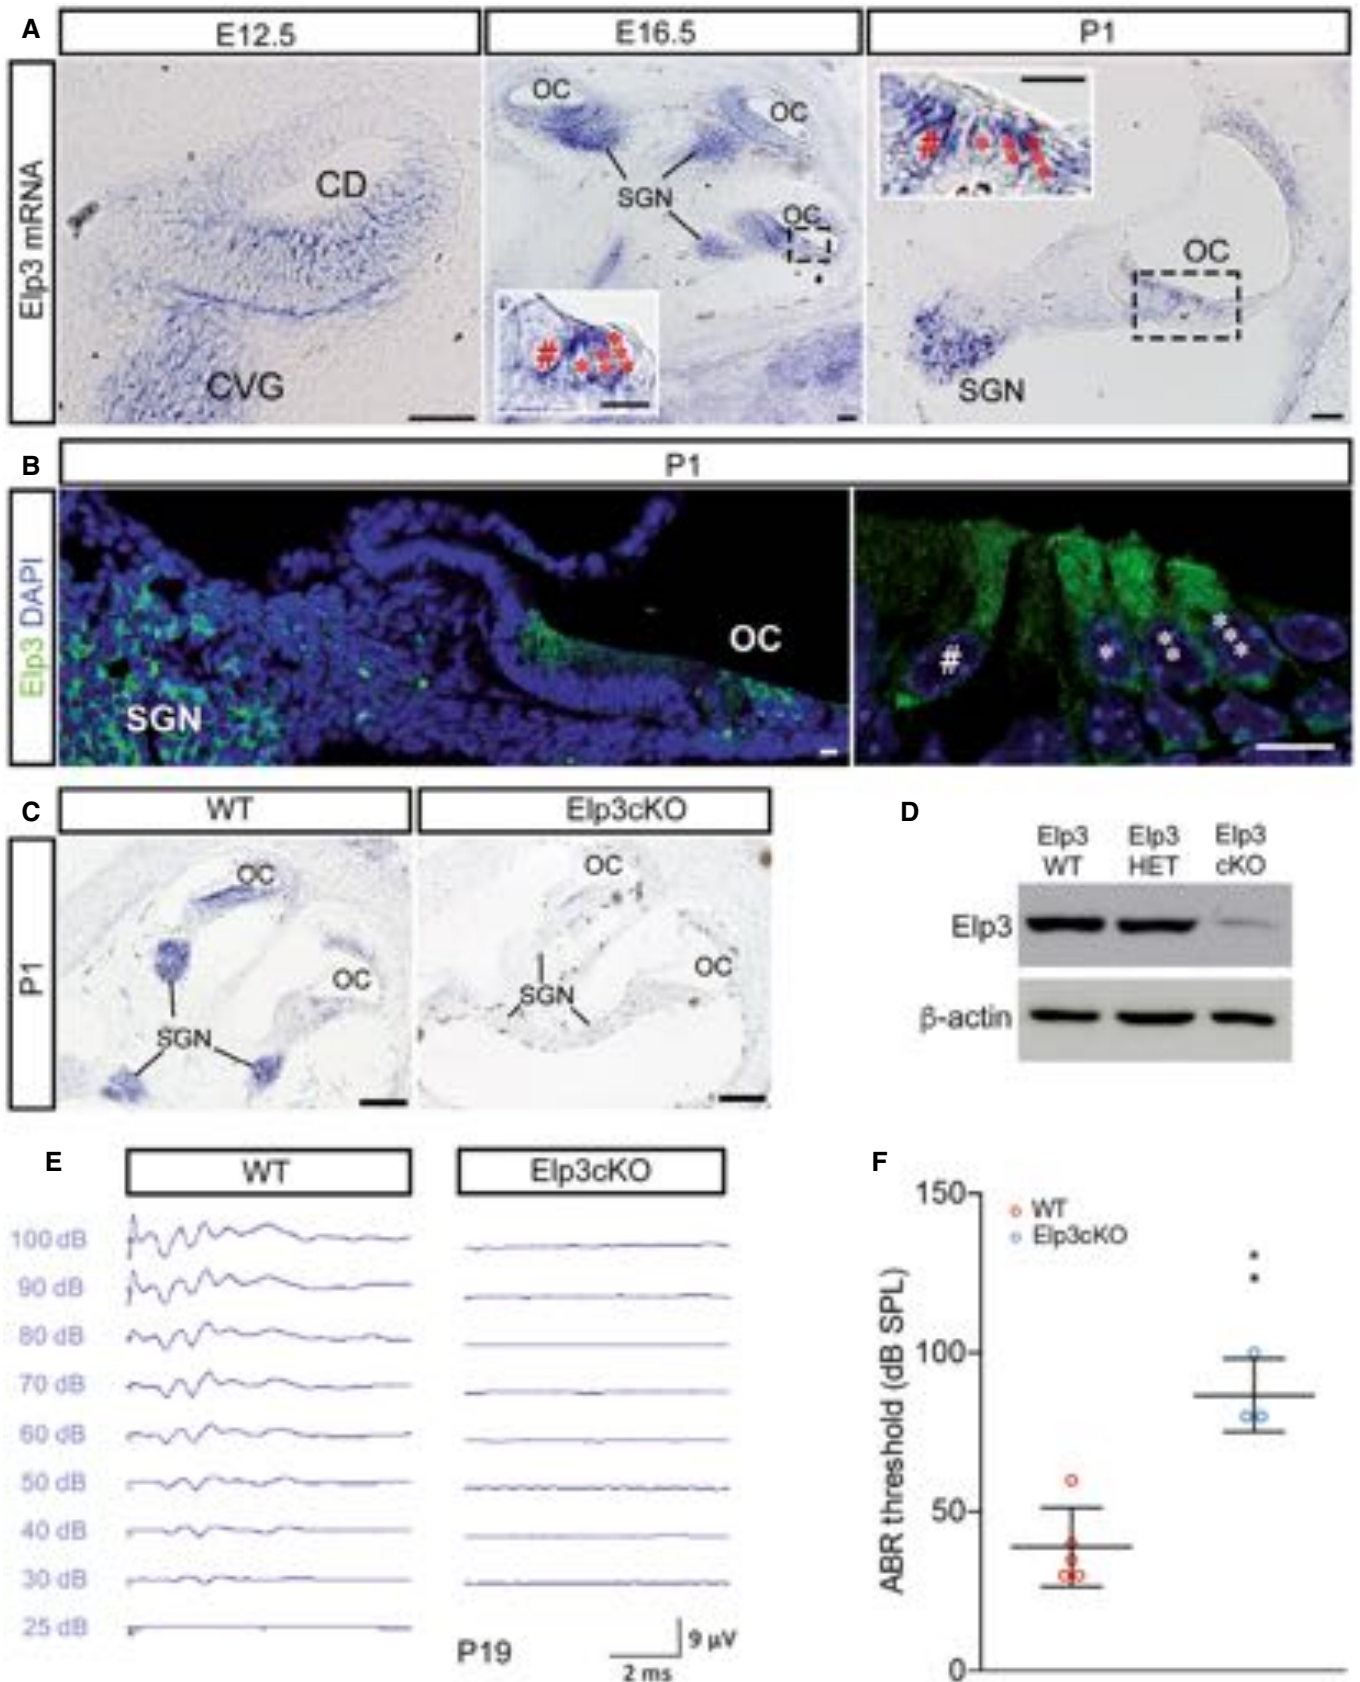 A
E12.5
E16.5
P1
Elp3 mRNA
CD
CVG
OC
OC
SGN
OC
#
* * * * * *
#
* * * * * *
OC
SGN
B
P1
Elp3 DAPI
SGN
OC
#
* * * * * *
C
WT
Elp3cKO
P1
OC
OC
SGN
OC
SGN
OC
D
Elp3 WT
Elp3 HET
Elp3 cKO
Elp3
β-actin
E
WT
Elp3cKO
100 dB
90 dB
80 dB
70 dB
60 dB
50 dB
40 dB
30 dB
25 dB
P19
9 μV
2 ms
F
150
WT
Elp3cKO
**
100
50
0
ABR threshold (dB SPL)